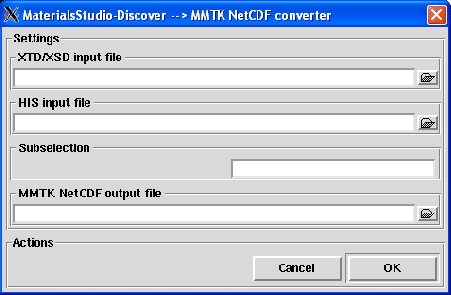 MaterialsStudio-Discover --> MMTK NetCDF converter
Settings
XTD/XSD input file
HIS input file
Subselection
MMTK NetCDF output file
Actions
Cancel
OK